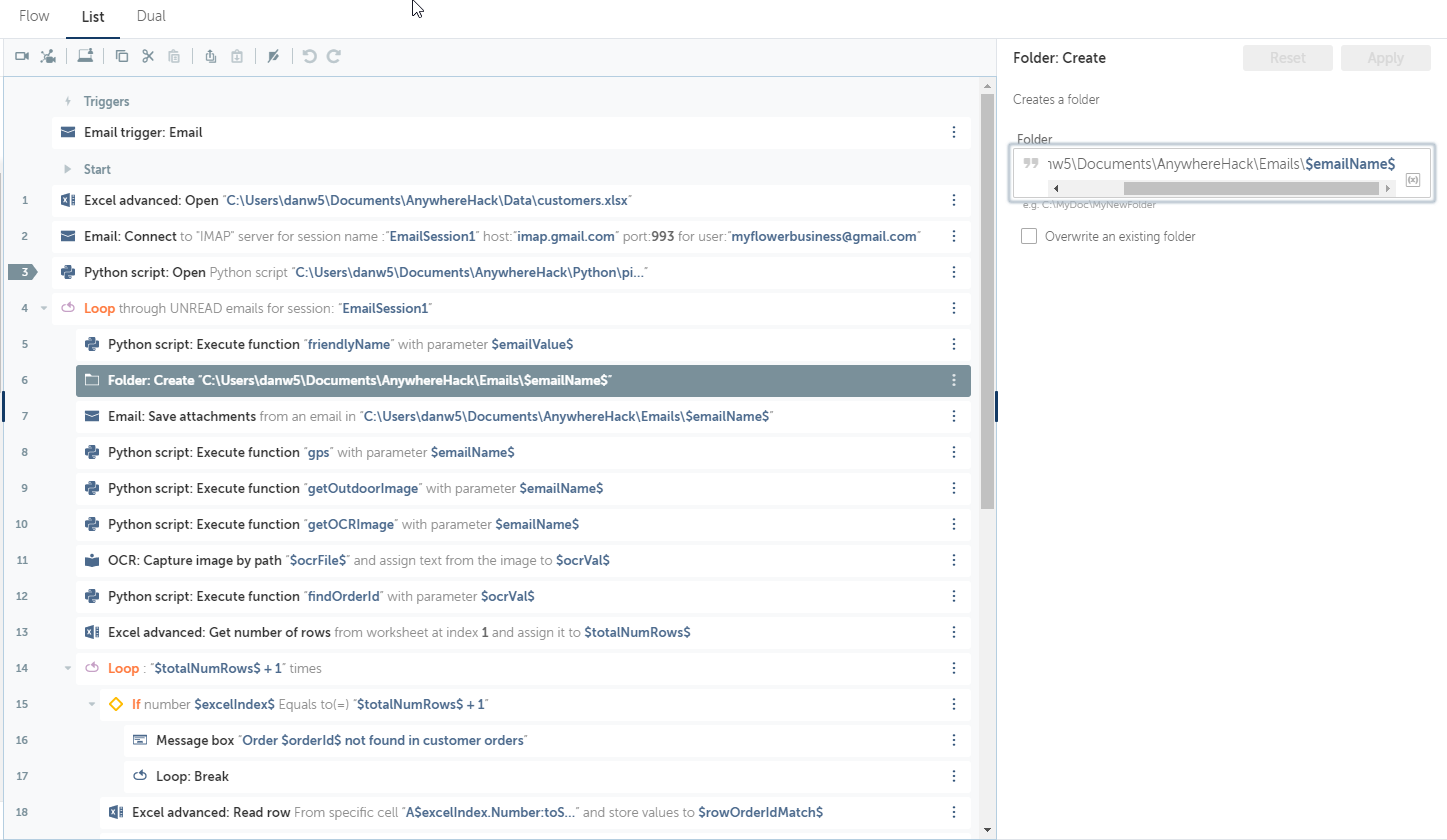 Flow List Dual
Triggers
Email trigger: Email
Start
1 Excel advanced: Open "C:\Users\danw5\Documents\AnywhereHack\Data\customers.xlsx"
2 Email: Connect to "IMAP" server for session name :"EmailSession1" host:"imap.gmail.com" port:993 for user:"myflowerbusiness@gmail.com"
3 Python script: Open Python script "C:\Users\danw5\Documents\AnywhereHack\Python\pi..."
4 Loop through UNREAD emails for session: "EmailSession1"
5 Python script: Execute function "friendlyName" with parameter $emailValue$
6 Folder: Create "C:\Users\danw5\Documents\AnywhereHack\Emails\$emailName$"
7 Email: Save attachments from an email in "C:\Users\danw5\Documents\AnywhereHack\Emails\$emailName$"
8 Python script: Execute function "gps" with parameter $emailName$
9 Python script: Execute function "getOutdoorImage" with parameter $emailName$
10 Python script: Execute function "getOCRImage" with parameter $emailName$
11 OCR: Capture image by path "$ocrFile$" and assign text from the image to $ocrVal$
12 Python script: Execute function "findOrderId" with parameter $ocrVal$
13 Excel advanced: Get number of rows from worksheet at index 1 and assign it to $totalNumRows$
14 Loop : "$totalNumRows$ + 1" times
15 If number $excelIndex$ Equals to(=) "$totalNumRows$ + 1"
16 Message box "Order $orderId$ not found in customer orders"
17 Loop: Break
18 Excel advanced: Read row From specific cell "A$excelIndex.Number:toS..." and store values to $rowOrderIdMatch$
Folder: Create
Reset Apply
Creates a folder
Folder
w5\Documents\AnywhereHack\Emails\$emailName$
(x)
e.g. C:\MyDoc\MyNewFolder
Overwrite an existing folder